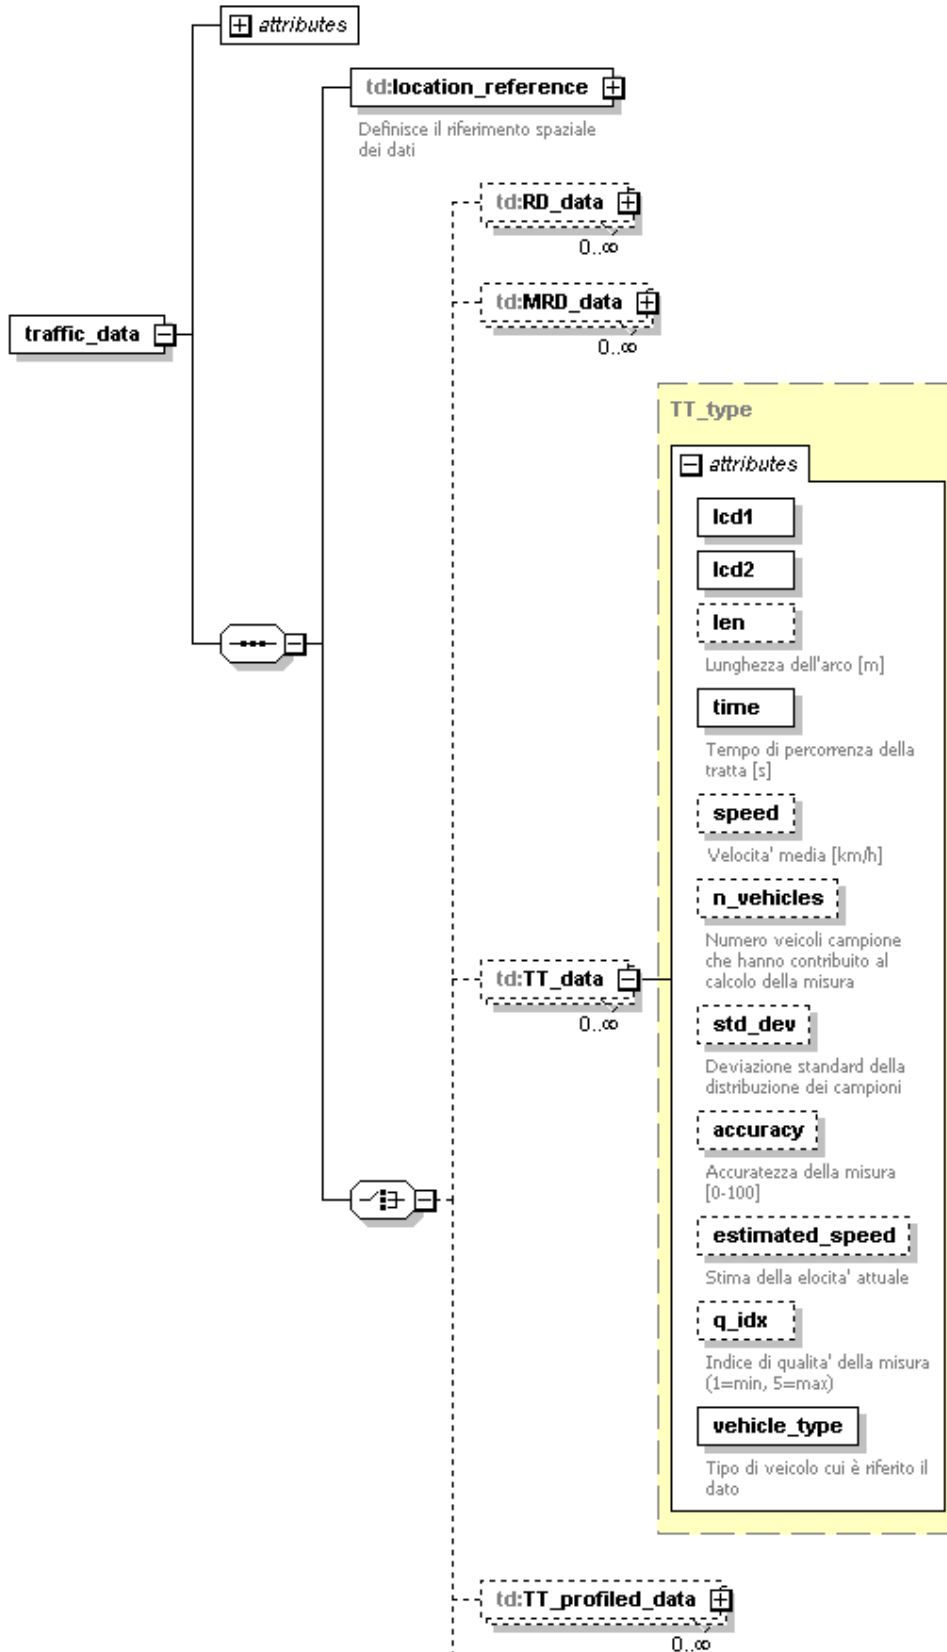 attributes
td:location_reference
Definisce il riferimento spaziale
dei dati
td:RD_data
0..∞
td:MRD_data
0..∞
traffic_data
TT_type
attributes
lcd1
lcd2
len
Lunghezza dell'arco [m]
time
Tempo di percorrenza della
tratta [s]
speed
Velocita' media [km/h]
n_vehicles
Numero veicoli campione
che hanno contribuito al
calcolo della misura
td:TT_data
0..∞
std_dev
Deviazione standard della
distribuzione dei campioni
accuracy
Accuratezza della misura
[0-100]
estimated_speed
Stima della elocita' attuale
q_idx
Indice di qualita' della misura
(1=min, 5=max)
vehicle_type
Tipo di veicolo cui è riferito il
dato
td:TT_profiled_data
0..∞